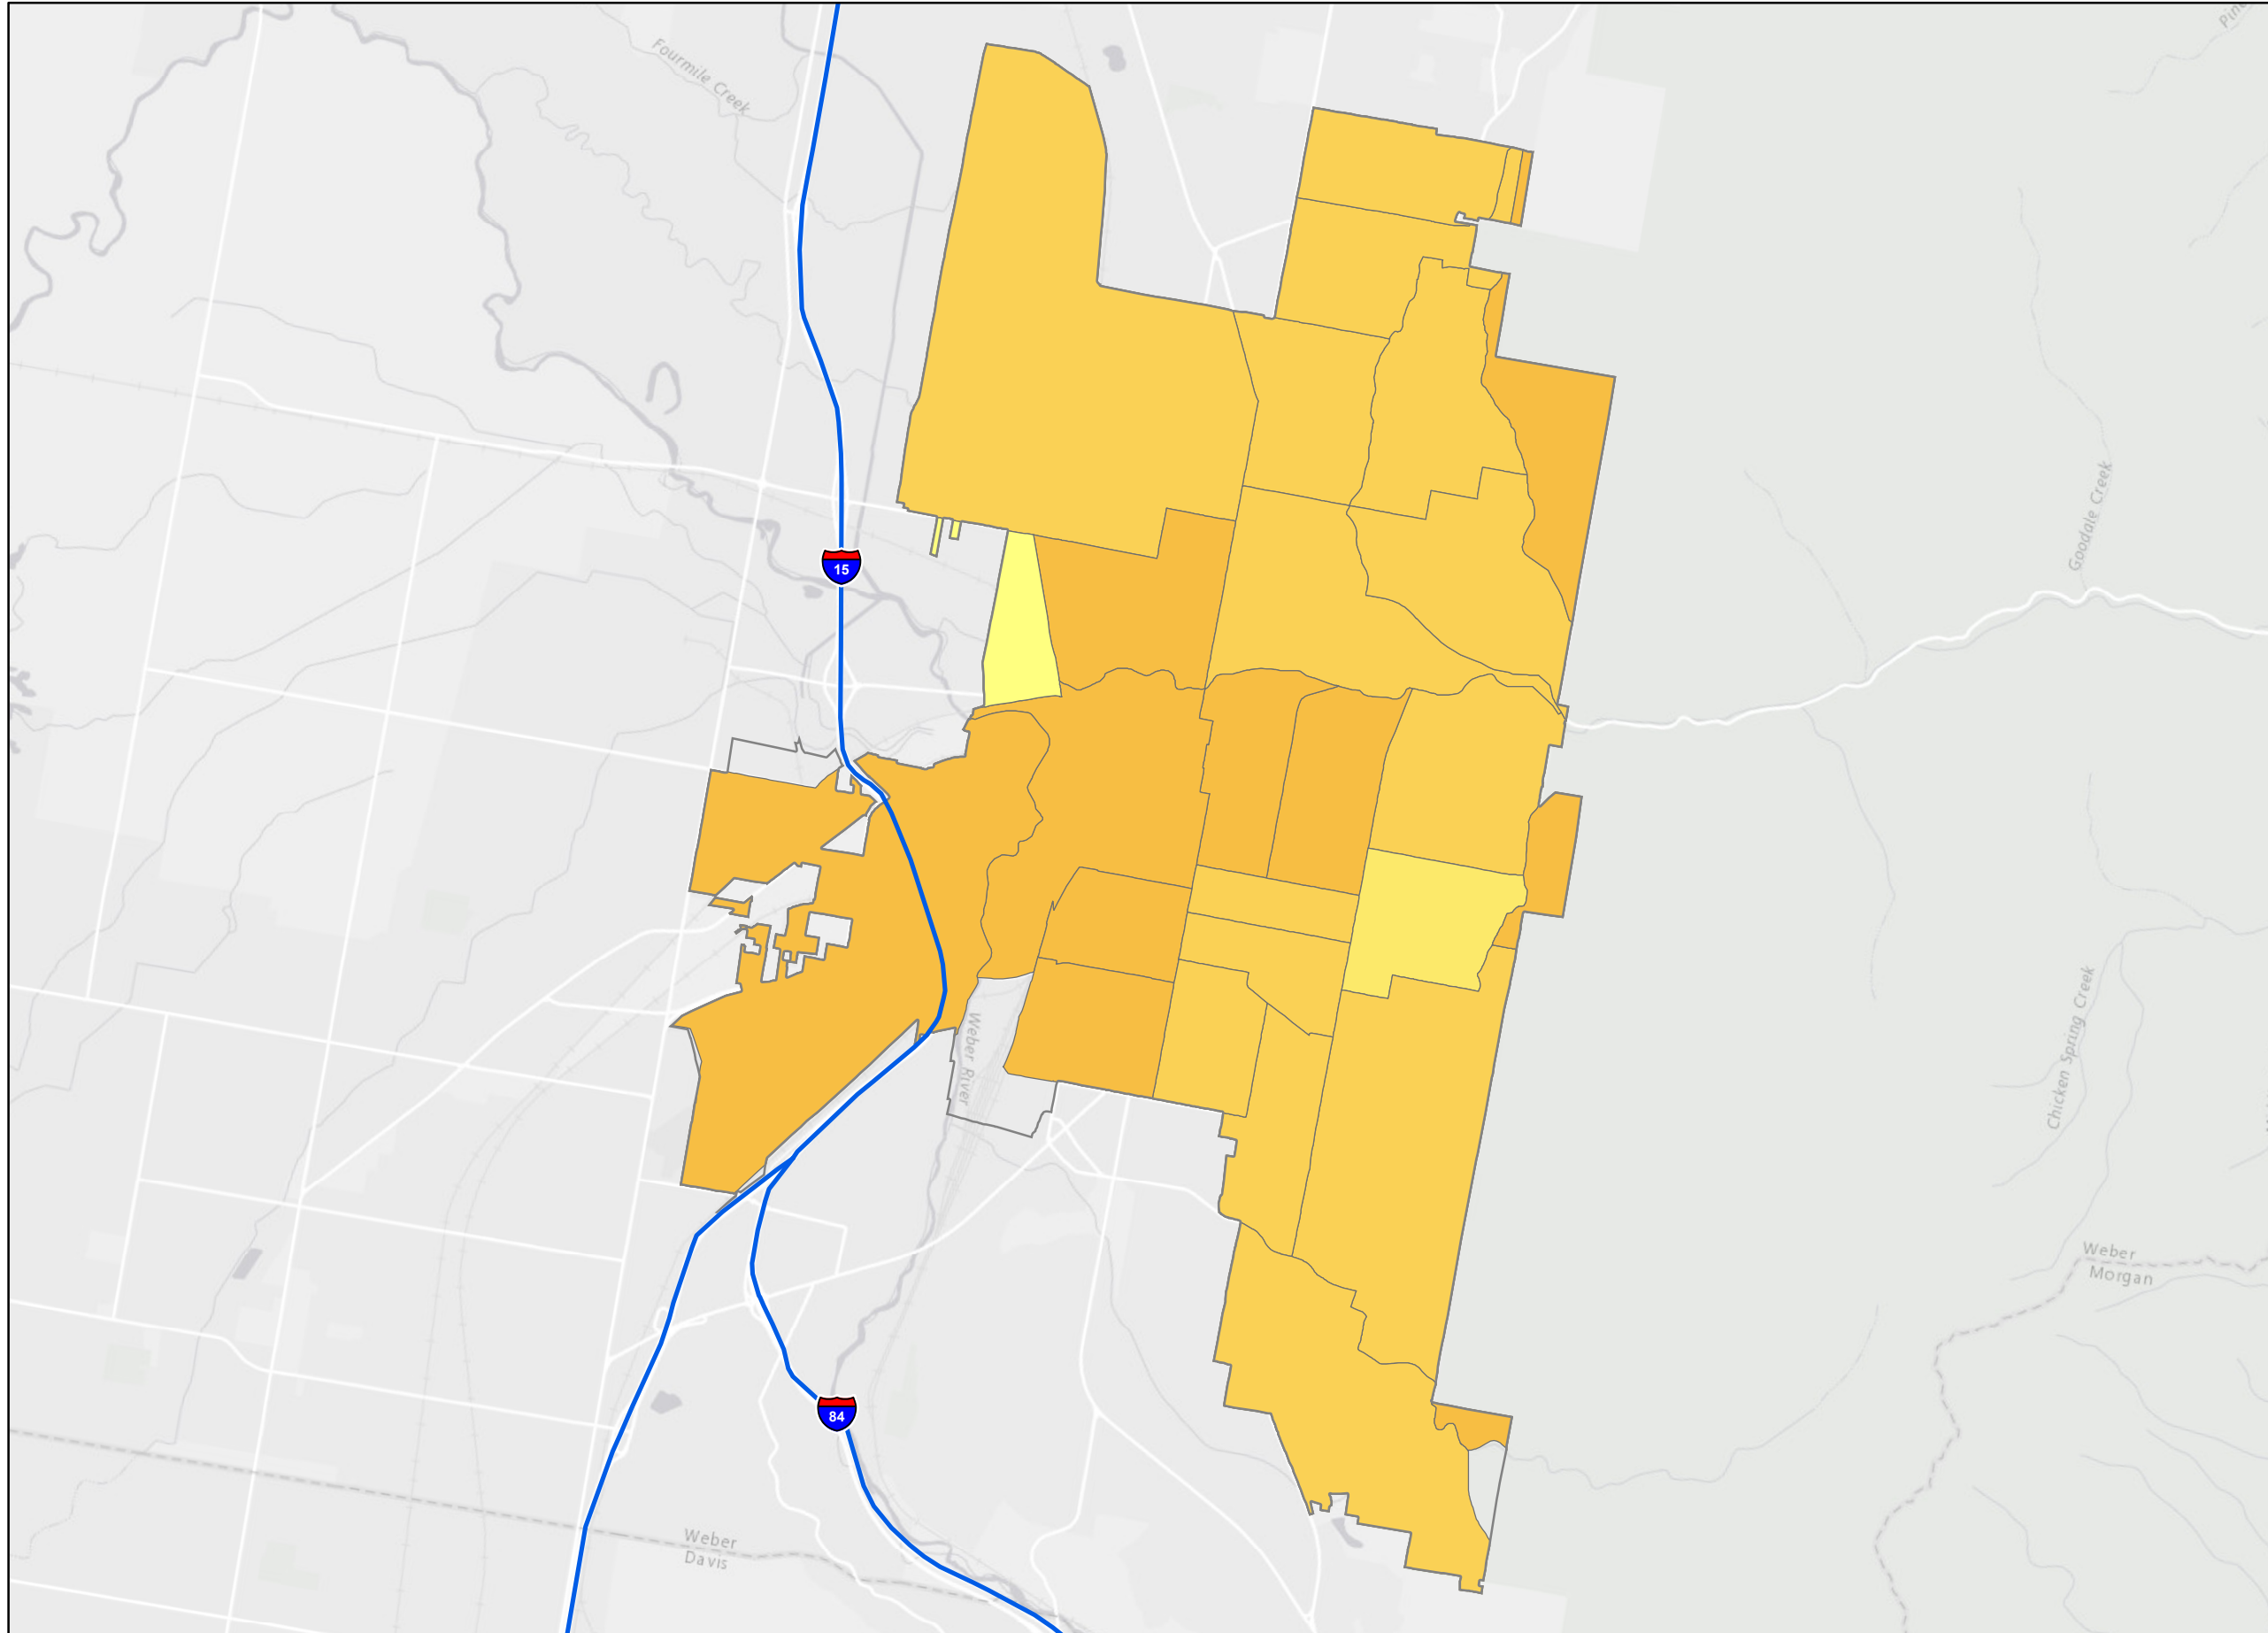 Fourmile Creek
15
Goodale Creek
Chicken Spring Creek
Weber River
Weber
Morgan
84
Weber
Davis